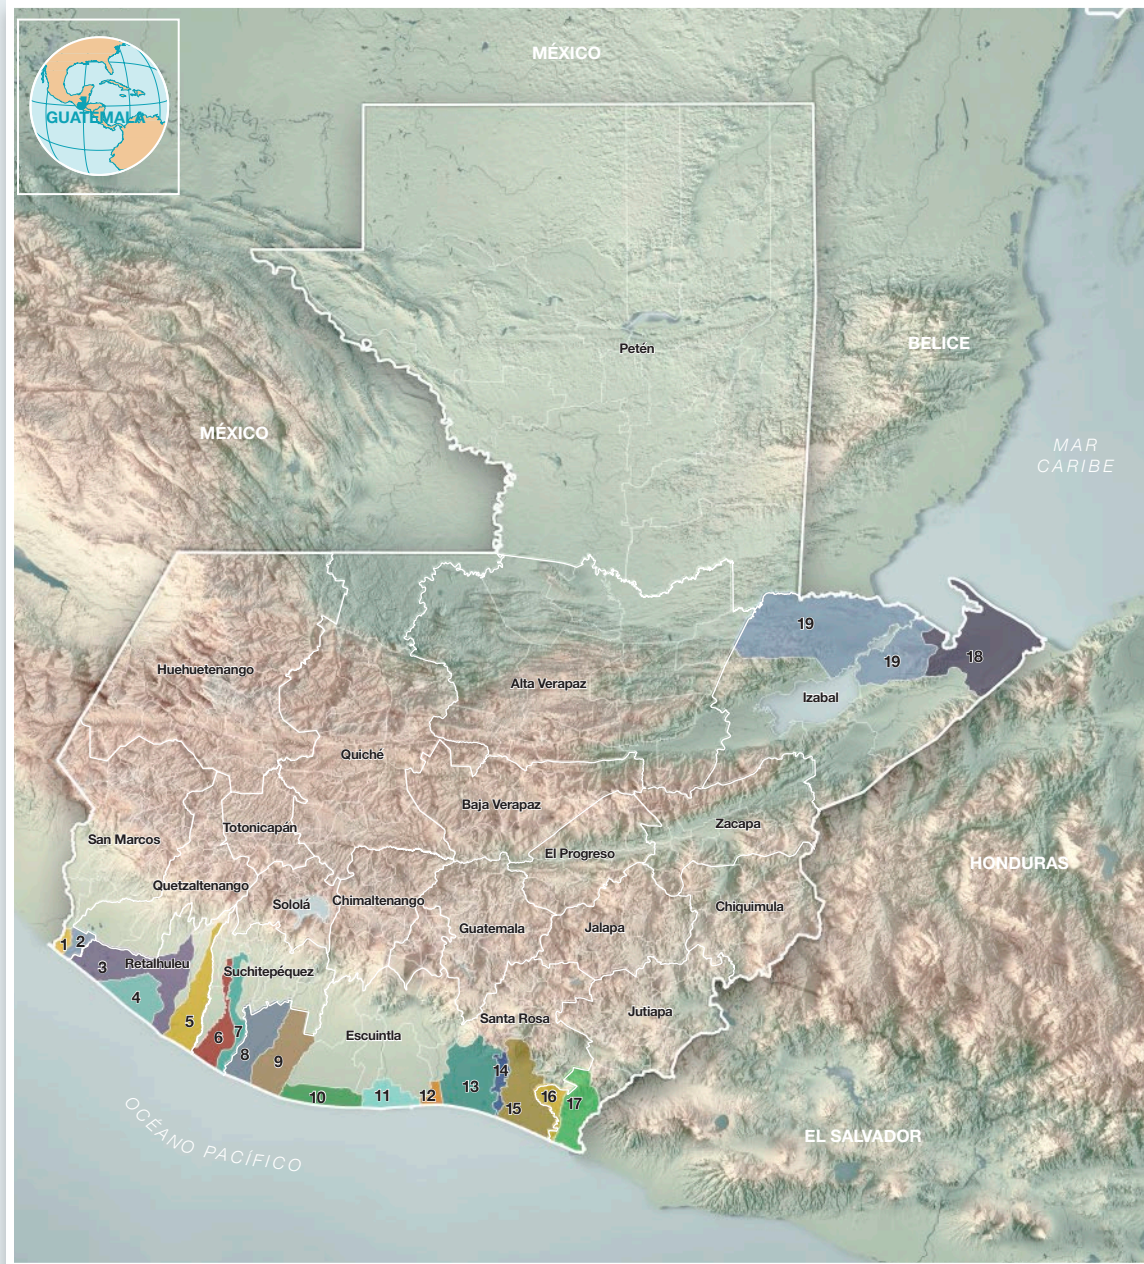 MÉXICO
GUATEMALA
Petén
BELICE
MÉXICO
MAR
CARIBE
19
19
18
Huehuetenango
Alta Verapaz
Izabal
Quiché
Baja Verapaz
Zacapa
San Marcos
Totonicapán
El Progreso
HONDURAS
Quetzaltenango
Sololá
Chimaltenango
Chiquimula
Guatemala
Jalapa
1
2
3
Retalhuleu
Suchitepéquez
4
Santa Rosa
Jutiapa
5
6
7
Escuintla
8
9
10
11
12
13
14
15
16
17
OCÉANO PACÍFICO
EL SALVADOR